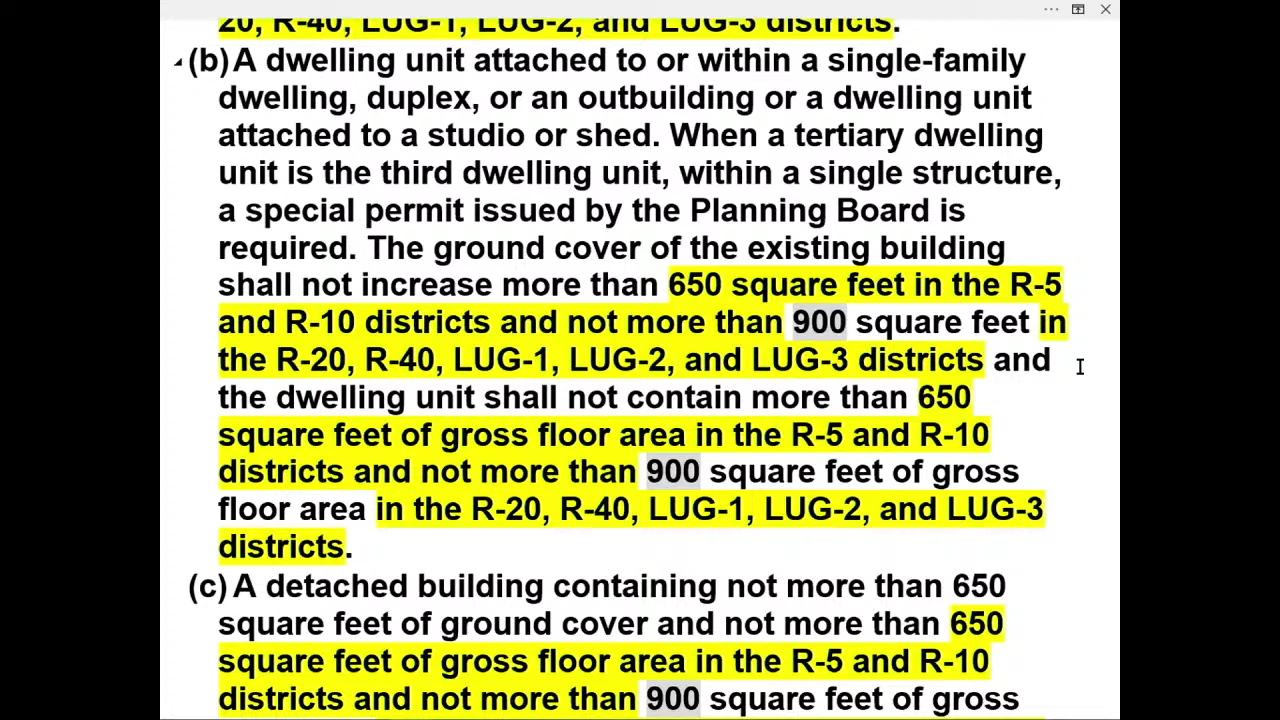 20, R-40, LUG-1, LUG-2, and LUG-3 districts.
(b) A dwelling unit attached to or within a single-family
dwelling, duplex, or an outbuilding or a dwelling unit
attached to a studio or shed. When a tertiary dwelling
unit is the third dwelling unit, within a single structure,
a special permit issued by the Planning Board is
required. The ground cover of the existing building
shall not increase more than 650 square feet in the R-5
and R-10 districts and not more than 900 square feet in
the R-20, R-40, LUG-1, LUG-2, and LUG-3 districts and
the dwelling unit shall not contain more than 650
square feet of gross floor area in the R-5 and R-10
districts and not more than 900 square feet of gross
floor area in the R-20, R-40, LUG-1, LUG-2, and LUG-3
districts.
(c) A detached building containing not more than 650
square feet of ground cover and not more than 650
square feet of gross floor area in the R-5 and R-10
districts and not more than 900 square feet of gross